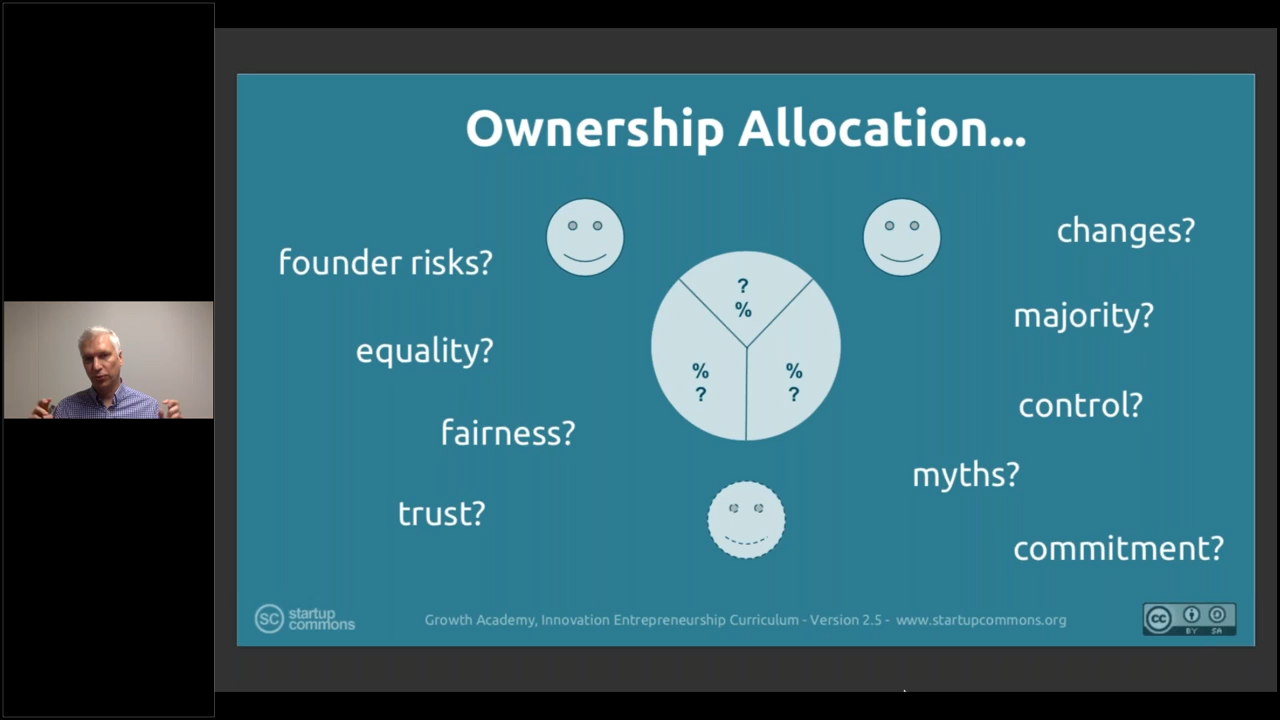 Ownership Allocation...
founder risks?
equality?
fairness?
trust?
?
%
%
?
%
?
changes?
majority?
control?
myths?
commitment?
SC startup
commons
Growth Academy, Innovation Entrepreneurship Curriculum - Version 2.5 - www.startupcommons.org
cc
BY SA